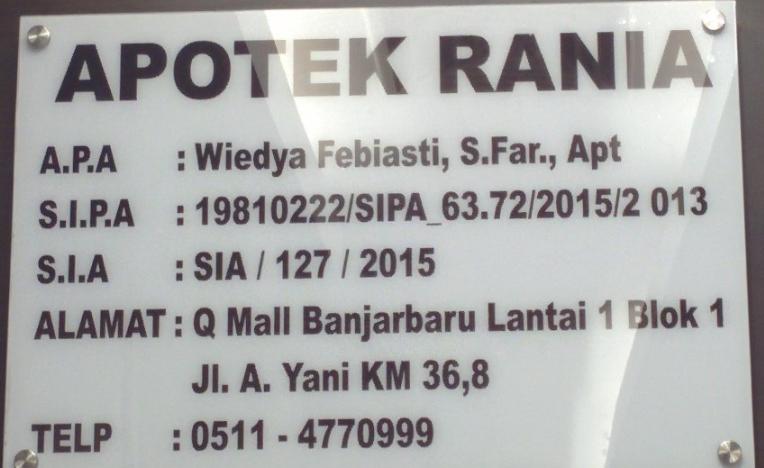 APOTEK RANIA
A.P.A : Wiedya Febiasti, S.Far., Apt
S.I.P.A : 19810222/SIPA_63.72/2015/2 013
S.I.A : SIA / 127 / 2015
ALAMAT : Q Mall Banjarbaru Lantai 1 Blok 1
Jl. A. Yani KM 36,8
TELP : 0511 - 4770999